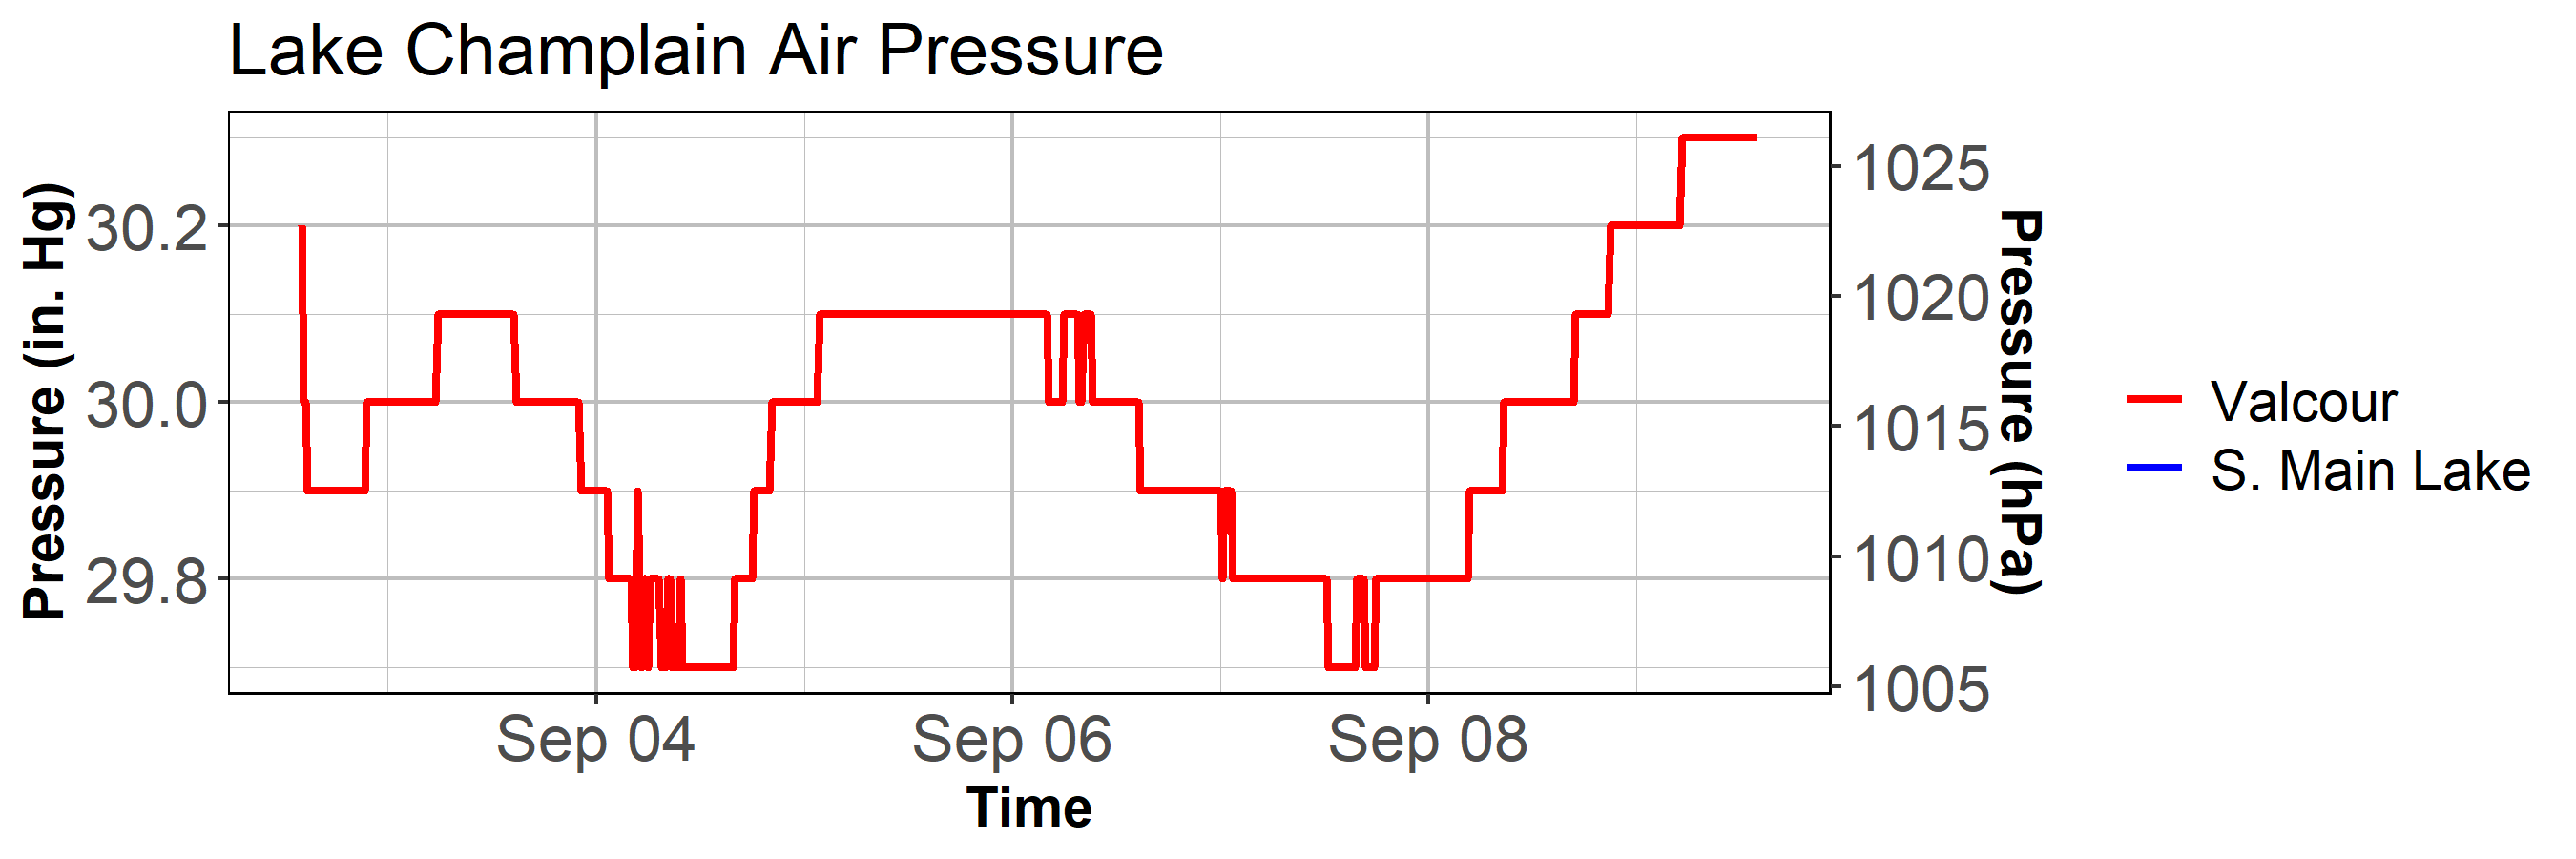 Lake Champlain Air Pressure
Pressure (in. Hg)
30.2
30.0
29.8
1025
1020
1015
1010
1005
Pressure (hPa)
Valcour
S. Main Lake
Sep 04
Sep 06
Sep 08
Time